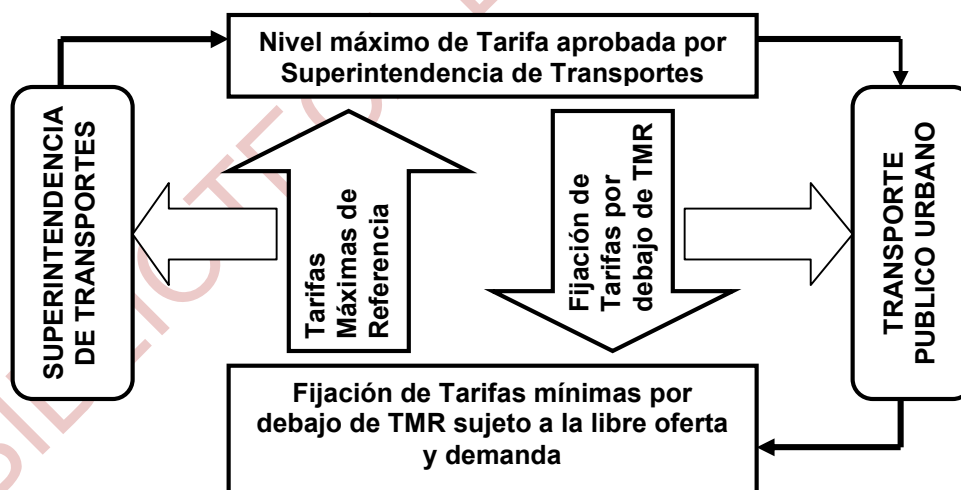 Nivel máximo de Tarifa aprobada por
Superintendencia de Transportes
SUPERINTENDENCIA
DE TRANSPORTES
Tarifas
Máximas de
Referencia
Fijación de
Tarifas por
debajo de TMR
TRANSPORTE
PUBLICO URBANO
Fijación de Tarifas mínimas por
debajo de TMR sujeto a la libre oferta
y demanda